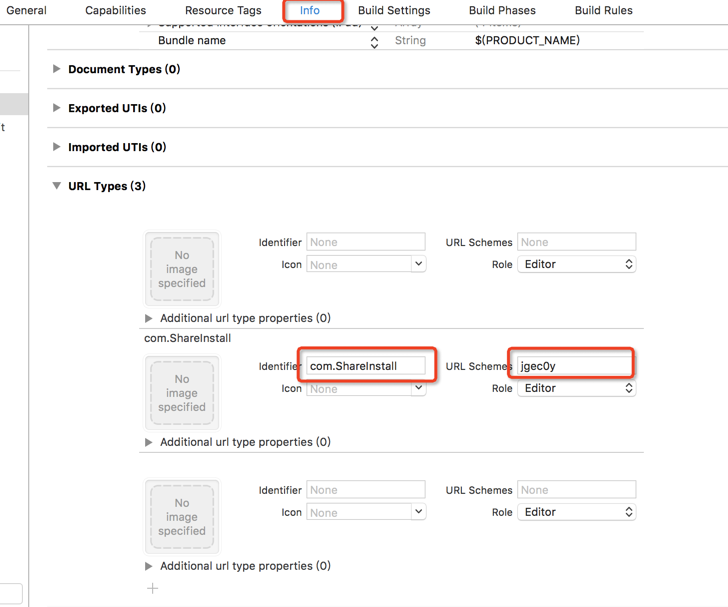 General Capabilities Resource Tags Info Build Settings Build Phases Build Rules
Bundle name String $(PRODUCT_NAME)
Document Types (0)
Exported UTIs (0)
t
Imported UTIs (0)
URL Types (3)
No image specified
Identifier None URL Schemes None
Icon None Role Editor
Additional url type properties (0)
com.ShareInstall
No image specified
Identifier com.ShareInstall URL Schemes jgec0y
Icon None Role Editor
Additional url type properties (0)
No image specified
Identifier None URL Schemes None
Icon None Role Editor
Additional url type properties (0)